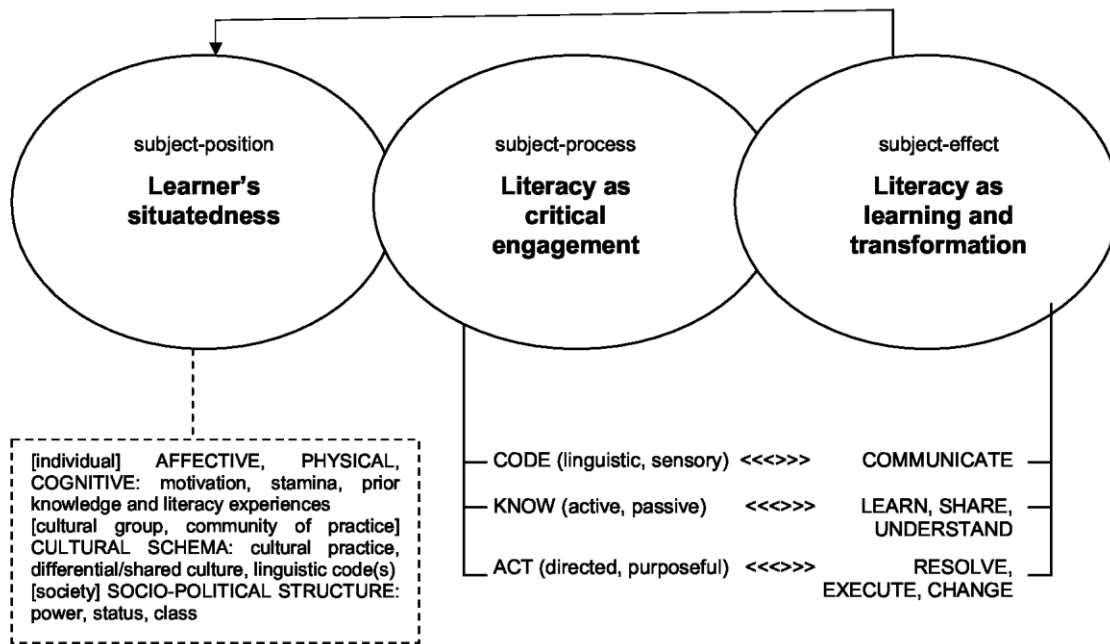 subject-position
Learner's
situatedness
subject-process
Literacy as
critical
engagement
subject-effect
Literacy as
learning and
transformation
[individual] AFFECTIVE, PHYSICAL,
COGNITIVE: motivation, stamina, prior
knowledge and literacy experiences
[cultural group, community of practice]
CULTURAL SCHEMA: cultural practice,
differential/shared culture, linguistic code(s)
[society] SOCIO-POLITICAL STRUCTURE:
power, status, class
CODE (linguistic, sensory) <<<>>> COMMUNICATE
KNOW (active, passive) <<<>>> LEARN, SHARE,
UNDERSTAND
ACT (directed, purposeful) <<<>>> RESOLVE,
EXECUTE, CHANGE